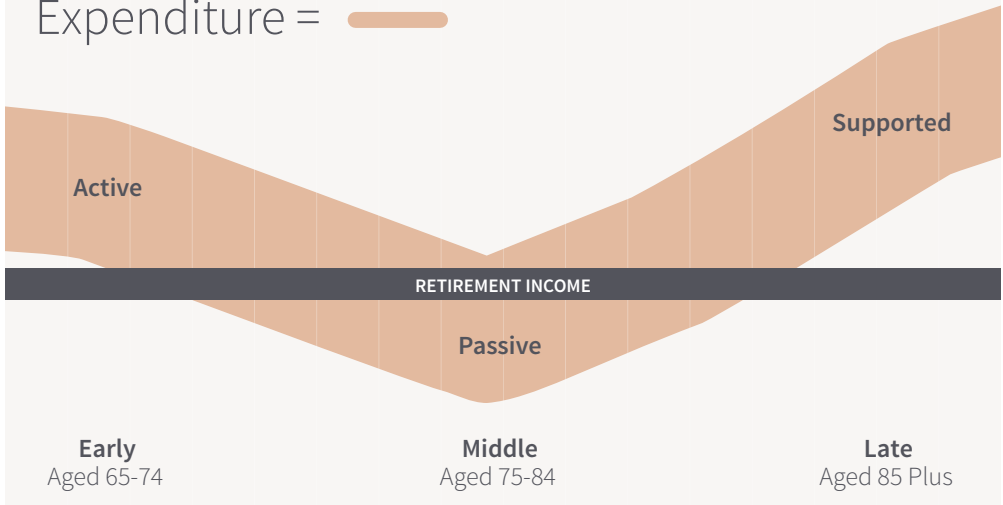 Expenditure =
Supported
Active
RETIREMENT INCOME
Passive
Early
Aged 65-74
Middle
Aged 75-84
Late
Aged 85 Plus